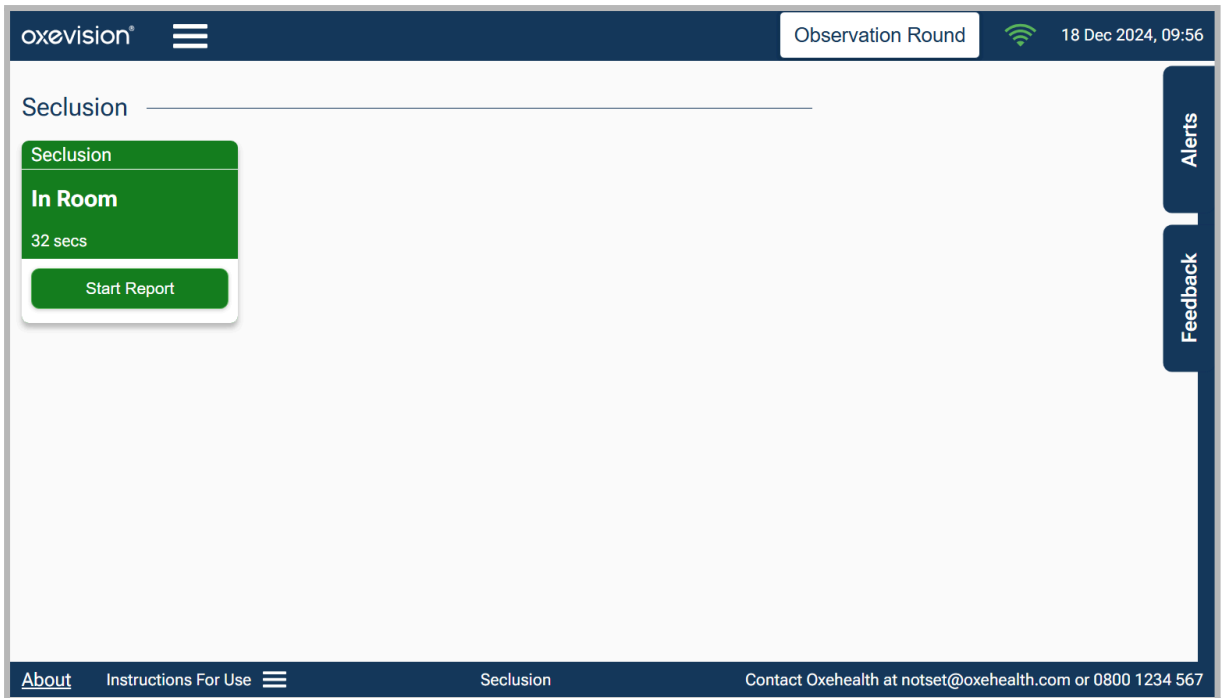 oxevision®
Observation Round
18 Dec 2024, 09:56
Seclusion
Seclusion
In Room
32 secs
Start Report
Alerts
Feedback
About
Instructions For Use
Seclusion
Contact Oxehealth at notset@oxehealth.com or 0800 1234 567